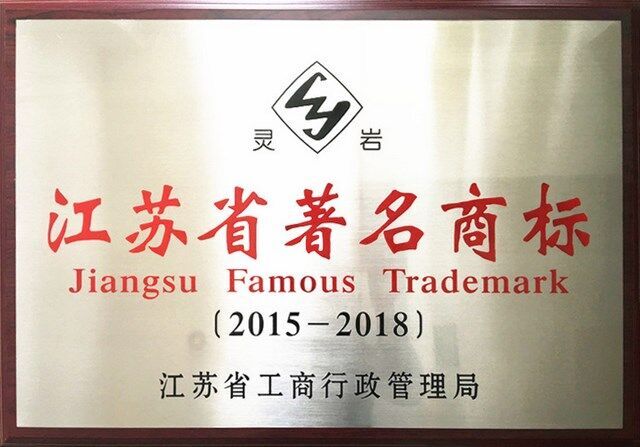 灵 岩
江苏省著名商标
Jiangsu Famous Trademark
(2015-2018)
江苏省工商行政管理局